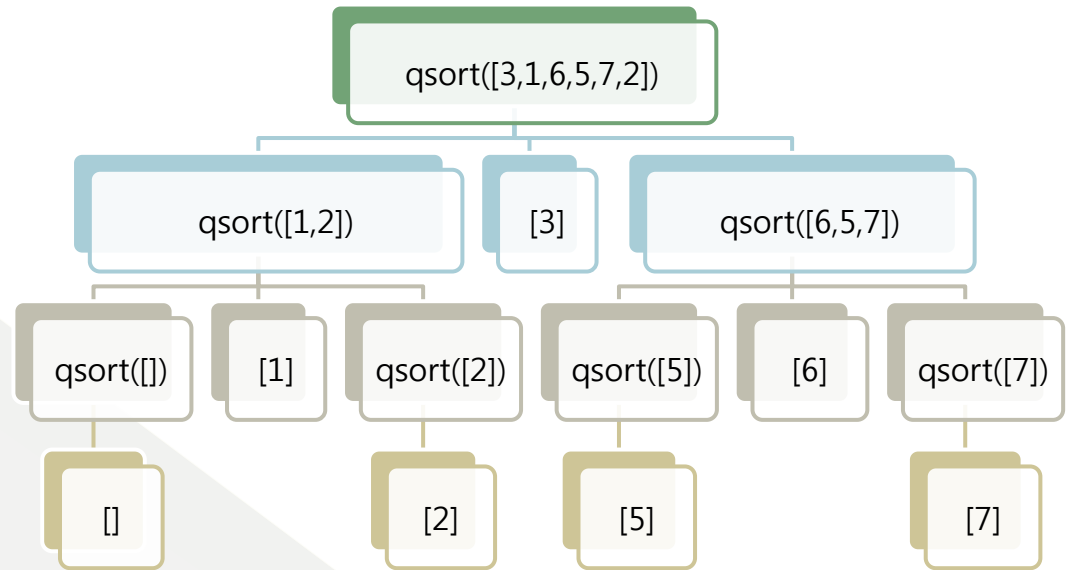 qsort([3,1,6,5,7,2])
qsort([1,2])
[3]
qsort([6,5,7])
qsort([])
[1]
qsort([2])
qsort([5])
[6]
qsort([7])
[]
[2]
[5]
[7]